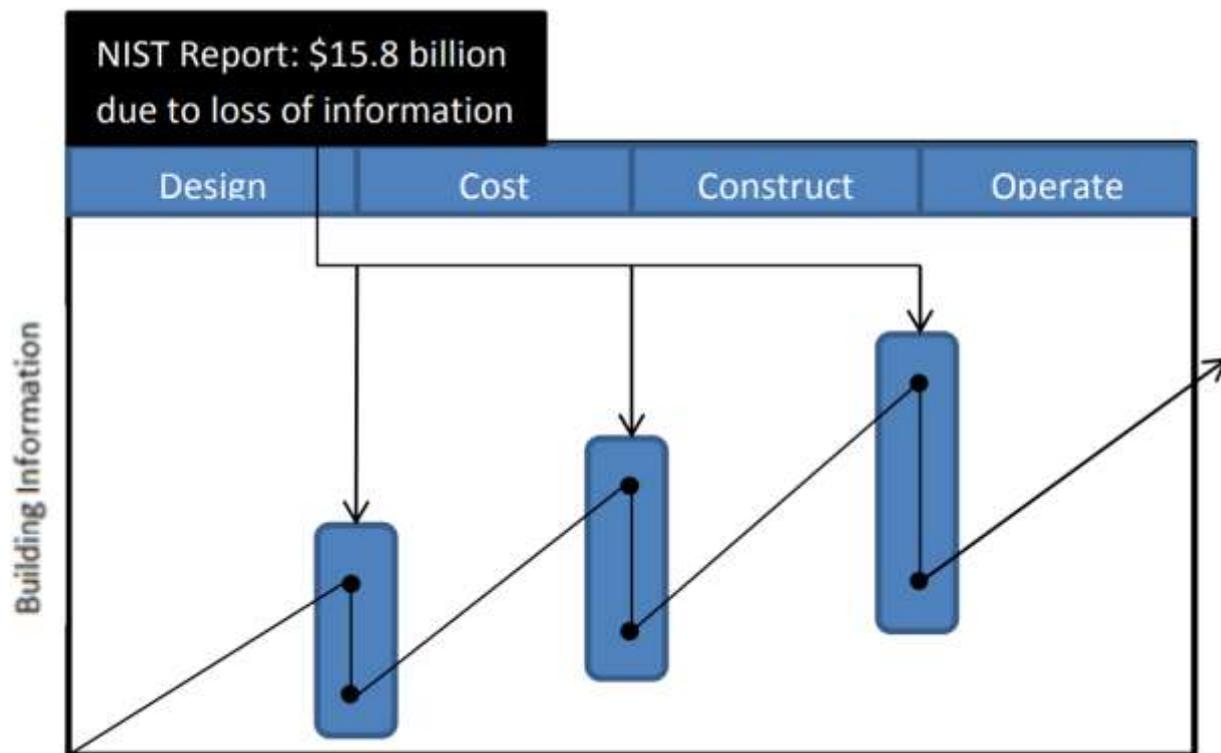 NIST Report: $15.8 billion
due to loss of information
Design
Cost
Construct
Operate
Building Information